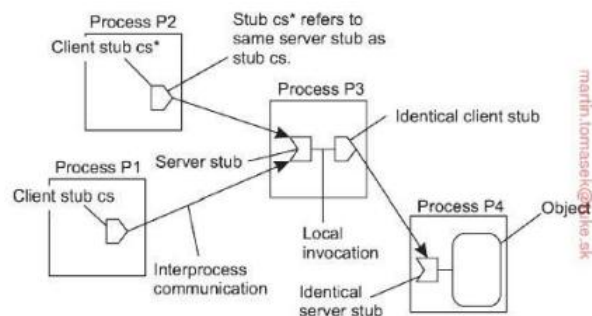 Process P2
Client stub cs*
Stub cs* refers to
same server stub as
stub cs.
Process P3
Identical client stub
Server stub
Process P1
Client stub cs
Interprocess
communication
Local
invocation
Process P4
Object
Identical
server stub